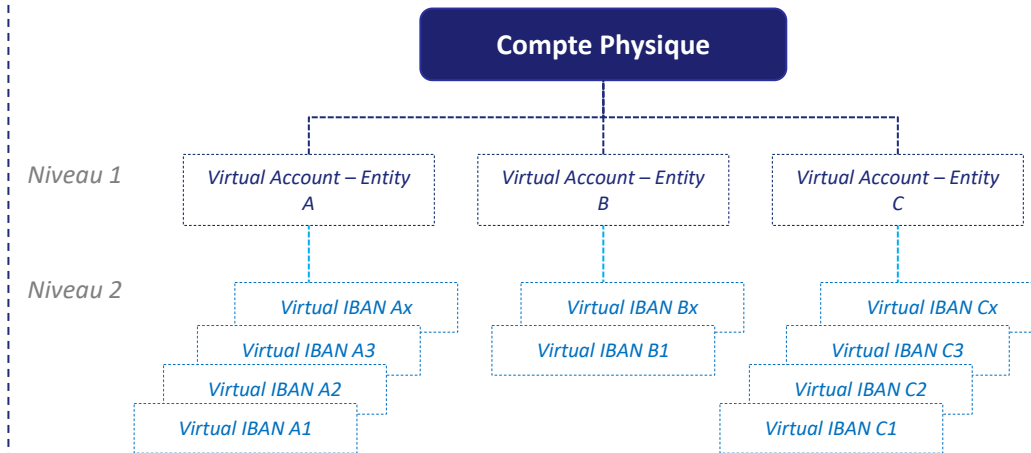 Compte Physique
Niveau 1
Virtual Account – Entity
A
Virtual Account – Entity
B
Virtual Account – Entity
C
Niveau 2
Virtual IBAN Ax
Virtual IBAN A3
Virtual IBAN A2
Virtual IBAN A1
Virtual IBAN Bx
Virtual IBAN B1
Virtual IBAN Cx
Virtual IBAN C3
Virtual IBAN C2
Virtual IBAN C1